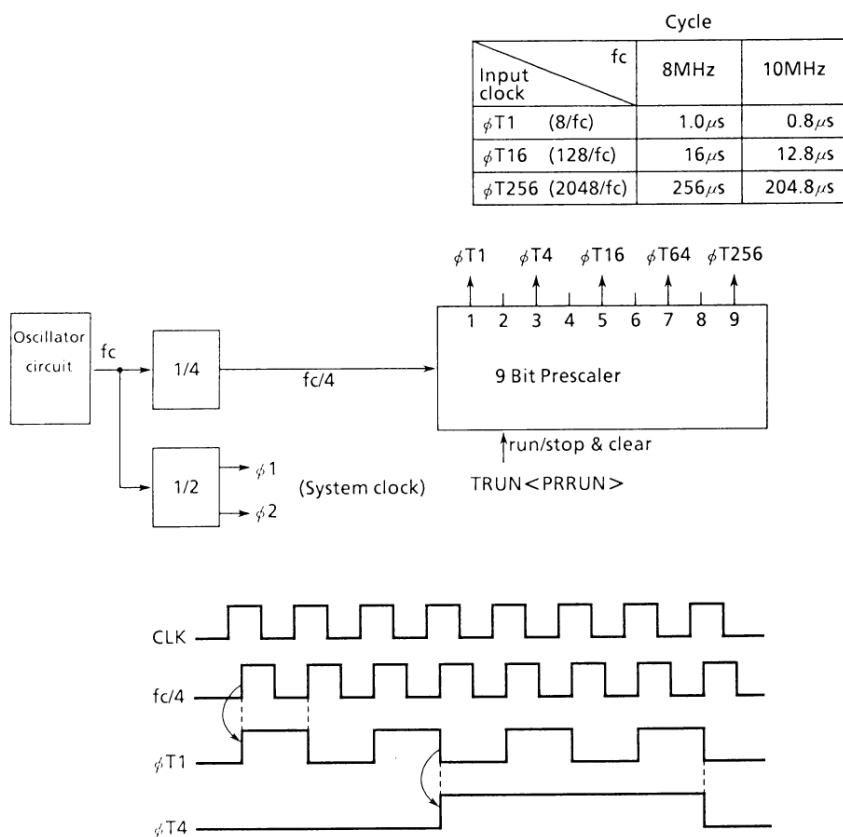 Cycle
fc
Input
clock
8MHz 10MHz
ϕT1 (8/fc) 1.0μs 0.8μs
ϕT16 (128/fc) 16μs 12.8μs
ϕT256 (2048/fc) 256μs 204.8μs
ϕT1 ϕT4 ϕT16 ϕT64 ϕT256
1 2 3 4 5 6 7 8 9
Oscillator
circuit
fc
1/4
fc/4
9 Bit Prescaler
run/stop & clear
TRUN<PRRUN>
1/2
ϕ1
ϕ2
(System clock)
CLK
fc/4
ϕT1
ϕT4